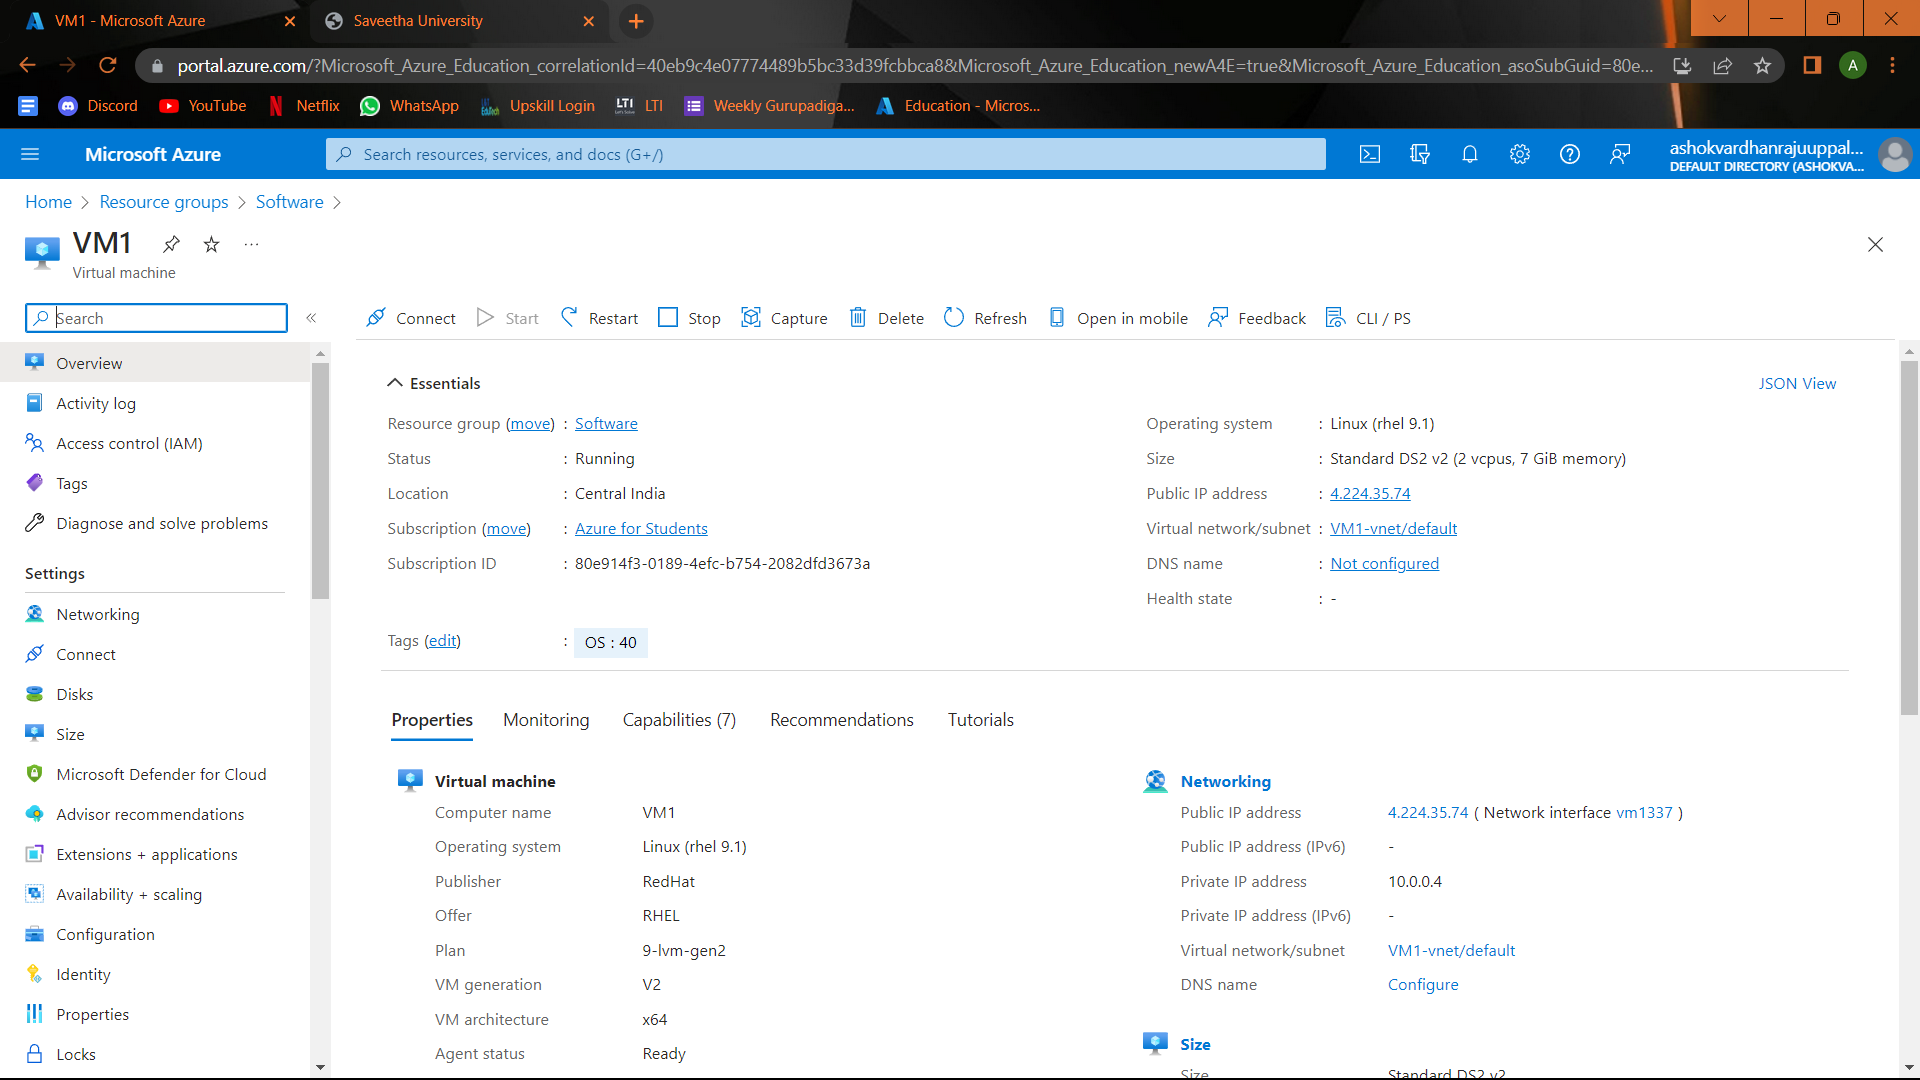 VM1 - Microsoft Azure
Saveetha University
portal.azure.com/?Microsoft_Azure_Education_correlationId=40eb9c4e07774489b5bc33d39fcbbca8&Microsoft_Azure_Education_newA4E=true&Microsoft_Azure_Education_asoSubGuid=80e...
A
Discord
YouTube
Netflix
WhatsApp
Upskill Login
LTI
LTI
Weekly Gurupadiga...
Education - Micros...
Microsoft Azure
Search resources, services, and docs (G+/)
ashokvardhanrajuuppal...
DEFAULT DIRECTORY (ASHOKVA...
Home > Resource groups > Software >
VM1
Virtual machine
Search
Connect
Start
Restart
Stop
Capture
Delete
Refresh
Open in mobile
Feedback
CLI / PS
Overview
Activity log
Access control (IAM)
Tags
Diagnose and solve problems
Settings
Networking
Connect
Disks
Size
Microsoft Defender for Cloud
Advisor recommendations
Extensions + applications
Availability + scaling
Configuration
Identity
Properties
Locks
Essentials
JSON View
Resource group (move) : Software
Status : Running
Location : Central India
Subscription (move) : Azure for Students
Subscription ID : 80e914f3-0189-4efc-b754-2082dfd3673a
Operating system : Linux (rhel 9.1)
Size : Standard DS2 v2 (2 vcpus, 7 GiB memory)
Public IP address : 4.224.35.74
Virtual network/subnet : VM1-vnet/default
DNS name : Not configured
Health state : -
Tags (edit) : OS : 40
Properties
Monitoring
Capabilities (7)
Recommendations
Tutorials
Virtual machine
Computer name VM1
Operating system Linux (rhel 9.1)
Publisher RedHat
Offer RHEL
Plan 9-lvm-gen2
VM generation V2
VM architecture x64
Agent status Ready
Networking
Public IP address 4.224.35.74 ( Network interface vm1337 )
Public IP address (IPv6) -
Private IP address 10.0.0.4
Private IP address (IPv6) -
Virtual network/subnet VM1-vnet/default
DNS name Configure
Size
Size Standard DS2 v2